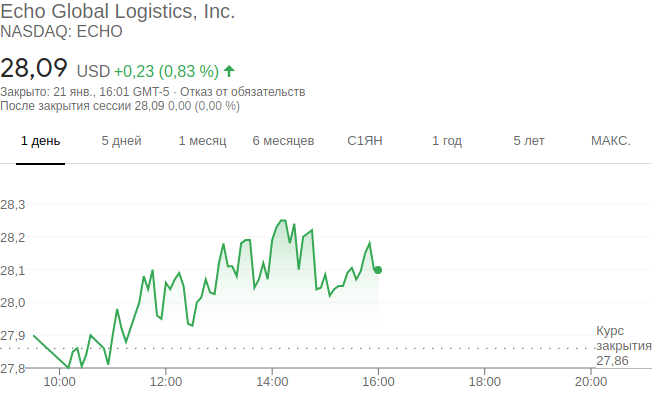 Echo Global Logistics, Inc.
NASDAQ: ECHO
28,09 USD +0,23 (0,83 %)
Закрыто: 21 янв., 16:01 GMT-5 · Отказ от обязательств
После закрытия сессии 28,09 0,00 (0,00 %)
1 день 5 дней 1 месяц 6 месяцев С1ЯН 1 год 5 лет МАКС.
28,3
28,2
28,1
28,0
27,9
27,8
Курс
закрытия
27,86
10:00 12:00 14:00 16:00 18:00 20:00